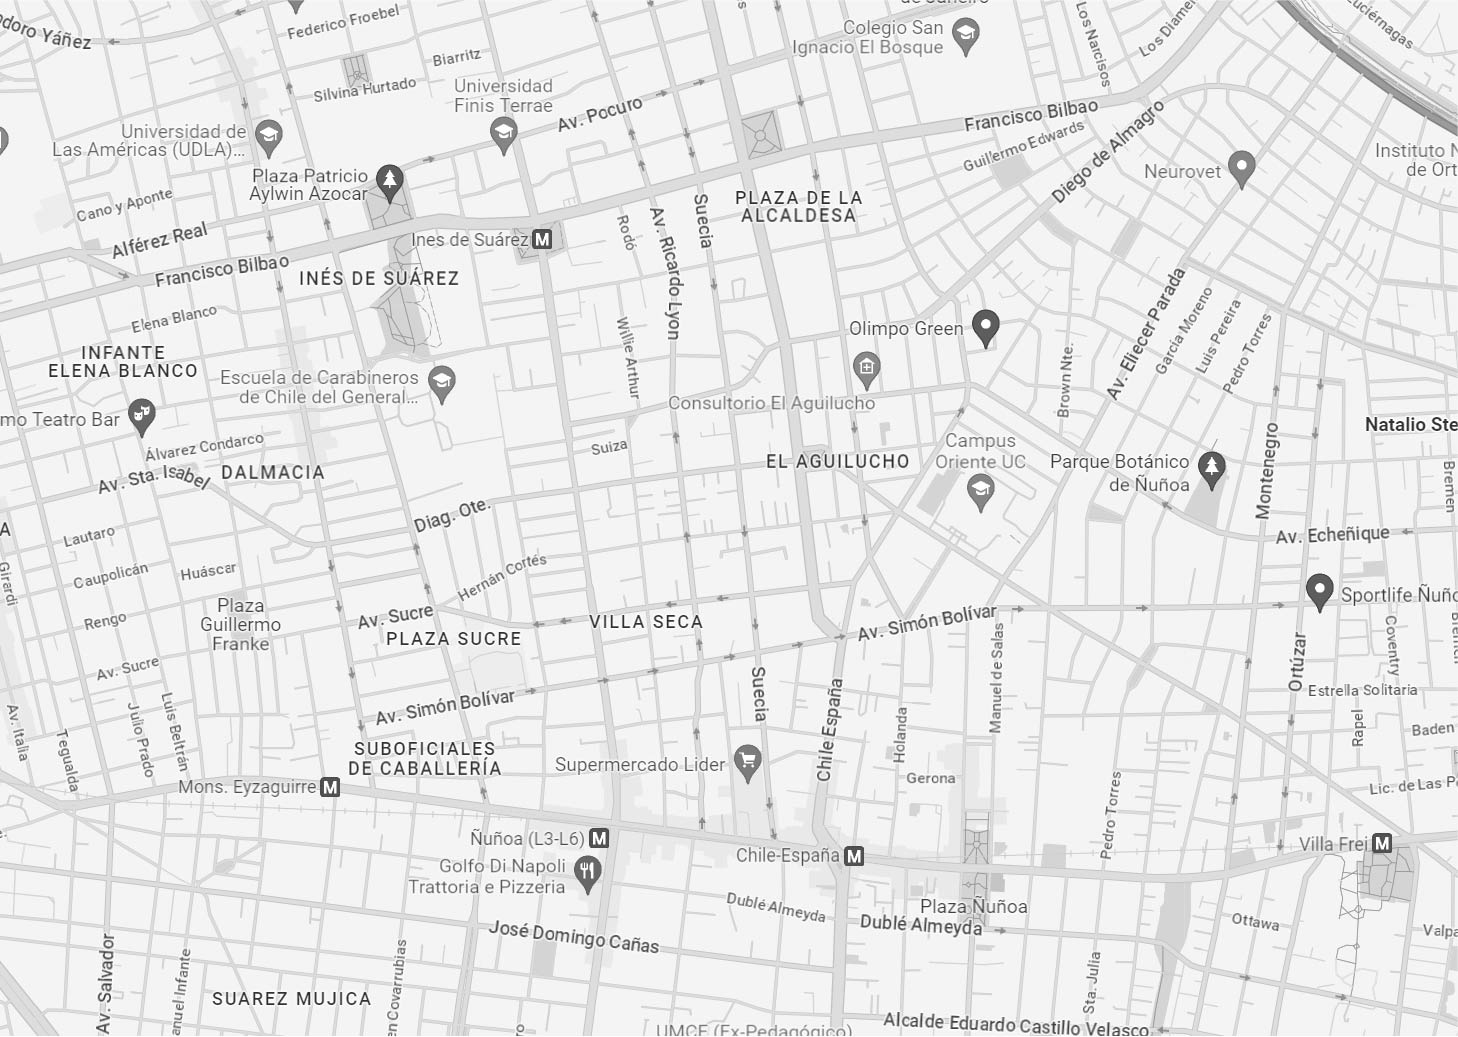 Federico Froebel
Biarritz
Silvina Hurtado
Universidad
Finis Terrae
Colegio San
Ignacio El Bosque
Los Narcisos
Los Diamel
Luciérnagas
Av. Pocuro
Francisco Bilbao
Guillermo Edwards
Diego de Almagro
Universidad de
Las Américas (UDLA)...
Plaza Patricio
Aylwin Azocar
Cano y Aponte
Alférez Real
Francisco Bilbao
Ines de Suárez
M
INÉS DE SUÁREZ
Rodó
Av. Ricardo Lyon
Suecia
PLAZA DE LA
ALCALDESA
Neurovet
Instituto N
de Ort
Elena Blanco
INFANTE
ELENA BLANCO
Escuela de Carabineros
de Chile del General...
Willie Arthur
Olimpo Green
Consultorio El Aguilucho
Brown Nte.
Av. Eliecer Parada
Garcia Moreno
Luis Pereira
Pedro Torres
mo Teatro Bar
Álvarez Condarco
Av. Sta. Isabel
DALMACIA
Suiza
EL AGUILUCHO
Campus
Oriente UC
Parque Botánico
de Ñuñoa
Montenegro
Natalio Ste
Bremen
Diag. Ote.
Lautaro
Caupolicán
Huáscar
Girardi
Rengo
Plaza
Guillermo
Franke
Hernán Cortés
Av. Sucre
PLAZA SUCRE
VILLA SECA
Av. Simón Bolívar
Av. Echeñique
Sportlife Ñuño
Coventry
Ortúzar
Av. Sucre
Luis Beltrán
Julio Prado
Tegualda
Av. Italia
Av. Simón Bolívar
Suecia
Chile España
Holanda
Manuel de Salas
Estrella Solitaria
Rapel
Baden
SUBOFICIALES
DE CABALLERÍA
Supermercado Lider
Gerona
Lic. de Las Pe
Mons. Eyzaguirre
M
Pedro Torres
Ñuñoa (L3-L6)
M
Golfo Di Napoli
Trattoria e Pizzeria
Chile-España
M
Villa Frei
M
Dublé Almeyda
Plaza Ñuñoa
Dublé Almeyda
Ottawa
Valpa
José Domingo Cañas
Av. Salvador
anuel Infante
en Covarrubias
SUAREZ MUJICA
Sta. Julia
UMCE (Ex-Pedagógico)
Alcalde Eduardo Castillo Velasco